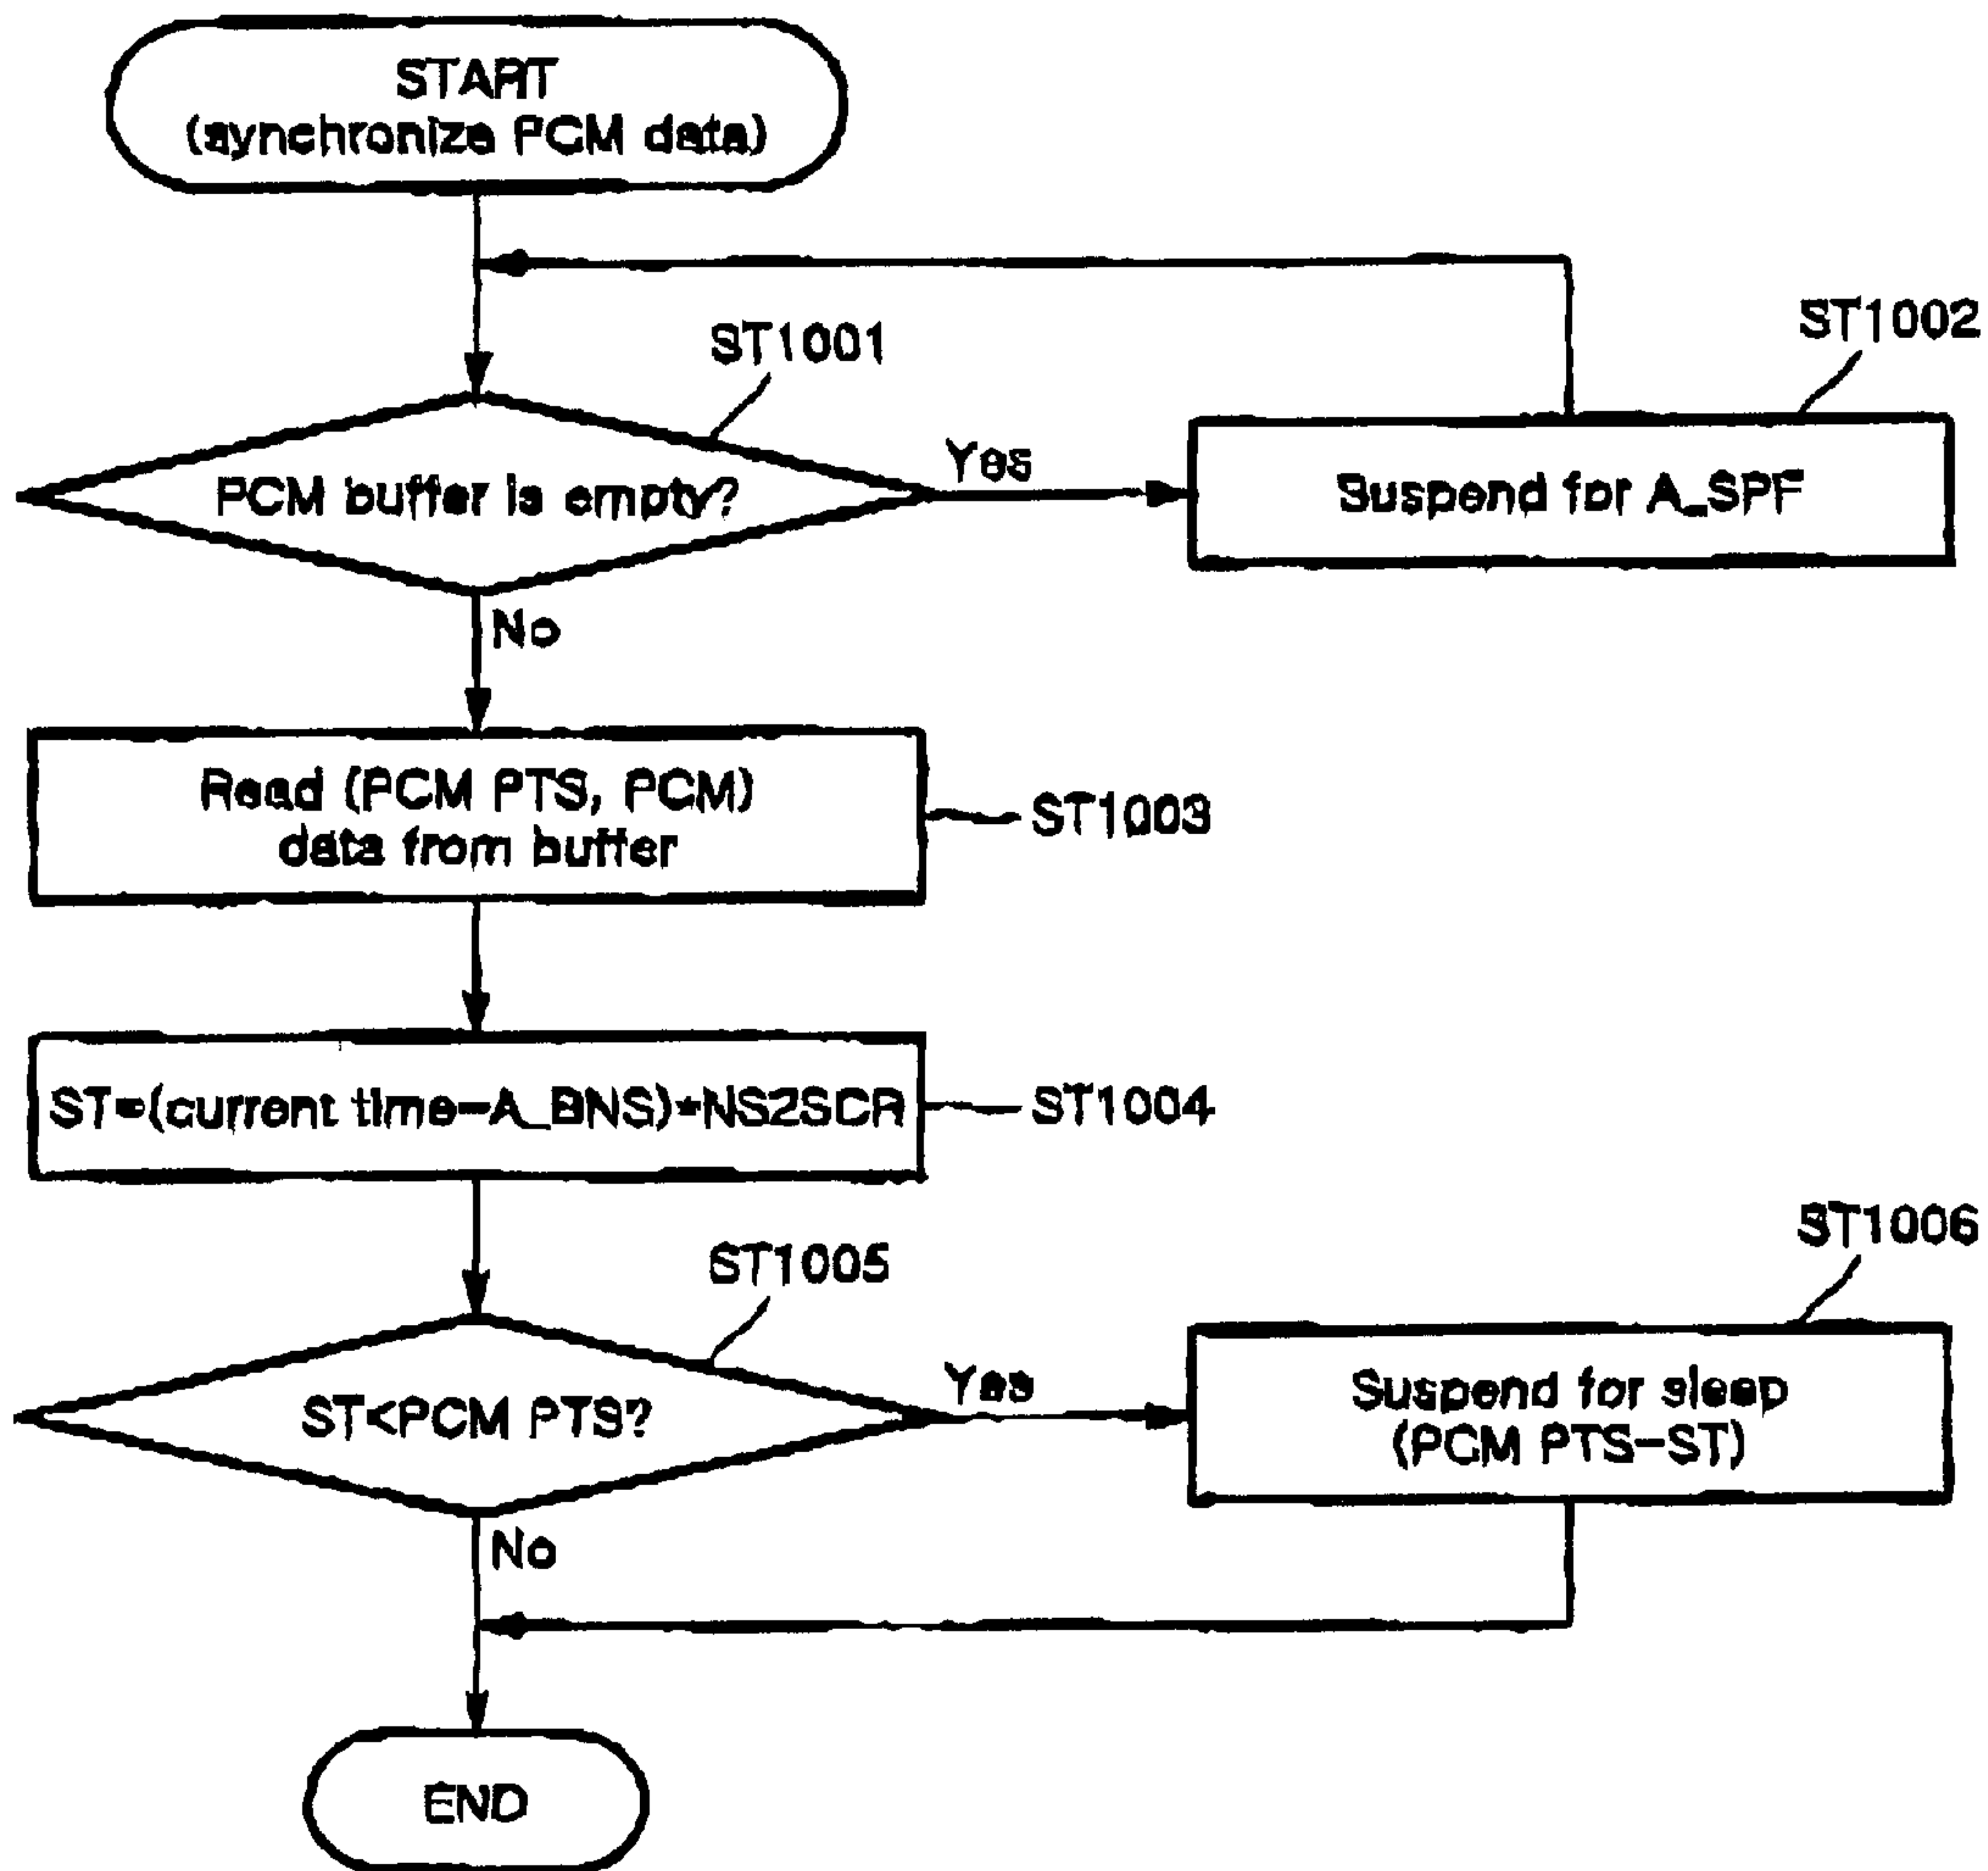 START
(synchronize PCM data)
ST1001
ST1002
PCM buffer is empty?
Yes
Suspend for A_SPF
No
Read (PCM PTS, PCM)
data from buffer
ST1003
ST=(current time-A_BNS)*NS2SCR
ST1004
ST1005
ST1006
ST<PCM PTS?
Yes
Suspend for sleep
(PCM PTS-ST)
No
END